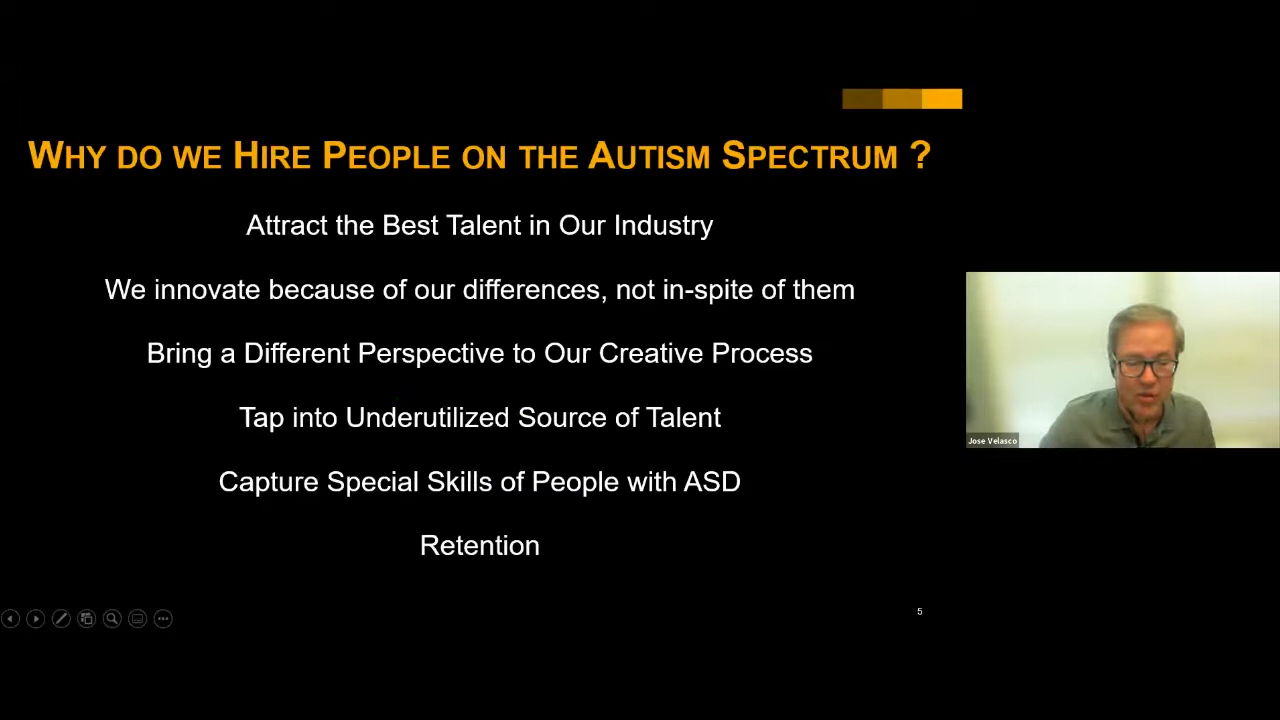 WHY DO WE HIRE PEOPLE ON THE AUTISM SPECTRUM ?
Attract the Best Talent in Our Industry
We innovate because of our differences, not in-spite of them
Bring a Different Perspective to Our Creative Process
Tap into Underutilized Source of Talent
Capture Special Skills of People with ASD
Retention
5
Jose Velasco